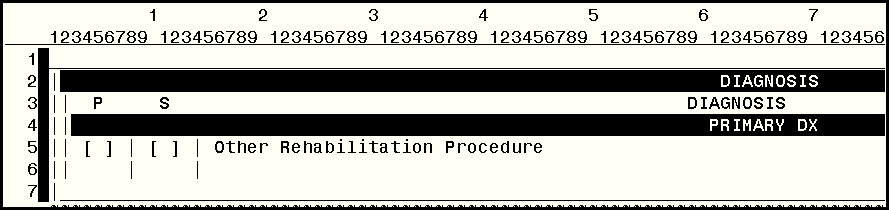 1 2 3 4 5 6 7
123456789 123456789 123456789 123456789 123456789 123456789 123456789 123456
1
2 DIAGNOSIS
3 P S DIAGNOSIS
4 PRIMARY DX
5 [ ] [ ] Other Rehabilitation Procedure
6
7